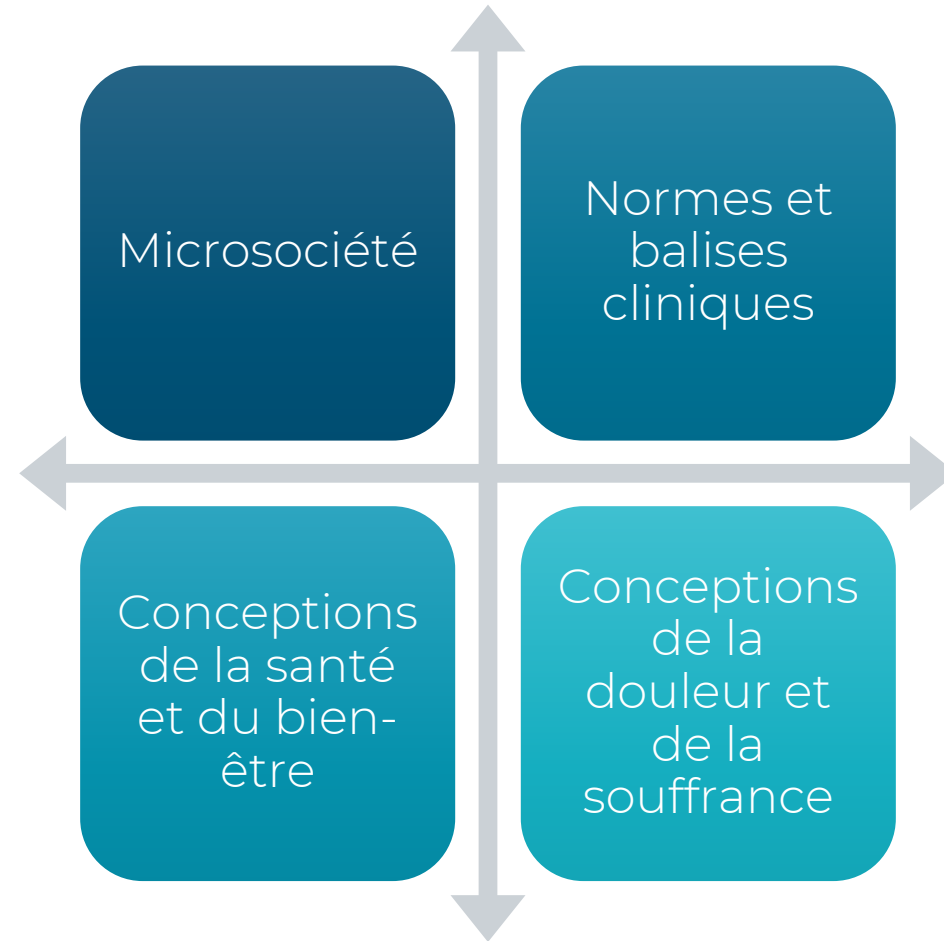 Microsociété
Normes et
balises
cliniques
Conceptions
de la santé
et du bien-
être
Conceptions
de la
douleur et
de la
souffrance